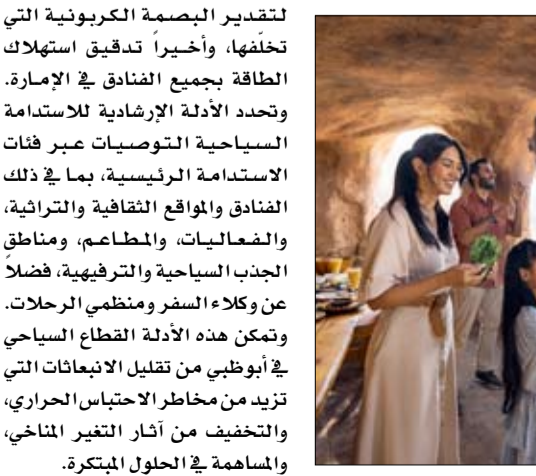 لتقدير البصمة الكربونية التي
تخلّفها، وأخيراً تدقيق استهلاك
الطاقة بجميع الفنادق في الإمارة.
وتحدد الأدلة الإرشادية للاستدامة
السياحية التوصيات عبر فئات
الاستدامة الرئيسية، بما في ذلك
الفنادق والمواقع الثقافية والتراثية،
والفعاليات، والمطاعم، ومناطق
الجذب السياحية والترفيهية، فضلاً
عن وكلاء السفر ومنظمي الرحلات.
وتمكن هذه الأدلة القطاع السياحي
في أبوظبي من تقليل الانبعاثات التي
تزيد من مخاطر الاحتباس الحراري،
والتخفيف من آثار التغير المناخي،
والمساهمة في الحلول المبتكرة.